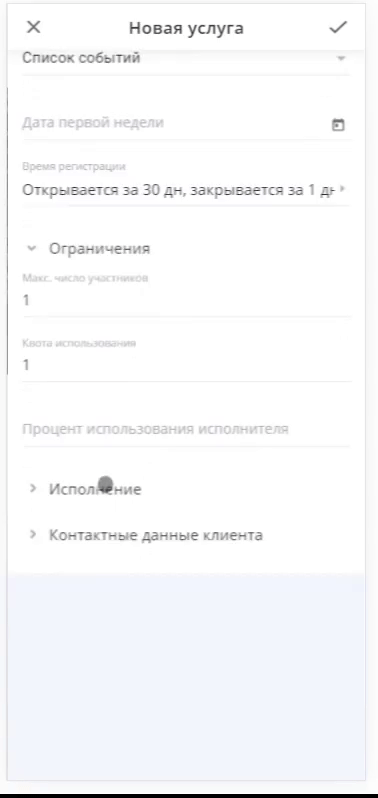 Новая услуга
Список событий
Дата первой недели
Время регистрации
Открывается за 30 дн, закрывается за 1 дн
Ограничения
Макс. число участников
1
Квота использования
1
Процент использования исполнителя
Исполнение
Контактные данные клиента